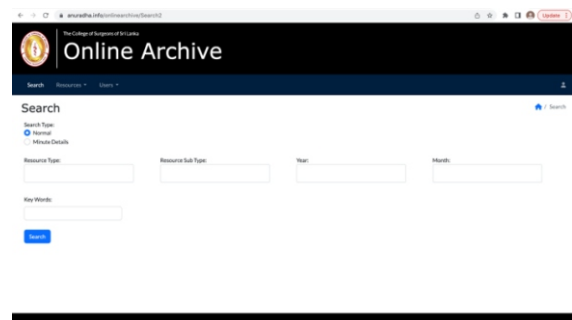 anuradha.info/onlinearchive/Search2
Update
The College of Surgeons of Sri Lanka
Online Archive
Search Resources Users
Search
/ Search
Search Type:
Normal
Minute Details
Resource Type: Resource Sub Type: Year: Month:
Key Words:
Search